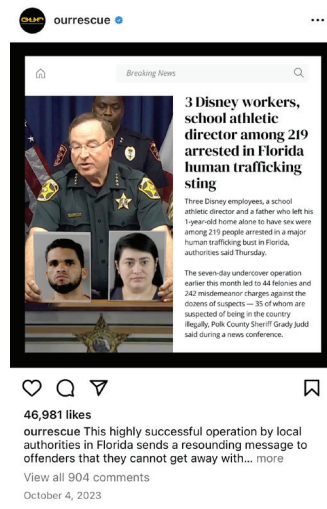 OUR
ourrescue
Breaking News
3 Disney workers,
school athletic
director among 219
arrested in Florida
human trafficking
sting
Three Disney employees, a school
athletic director and a father who left his
1-year-old home alone to have sex were
among 219 people arrested in a major
human trafficking bust in Florida,
authorities said Thursday.
The seven-day undercover operation
earlier this month led to 44 felonies and
242 misdemeanor charges against the
dozens of suspects — 35 of whom are
suspected of being in the country
illegally, Polk County Sheriff Grady Judd
said during a news conference.
46,981 likes
ourrescue This highly successful operation by local
authorities in Florida sends a resounding message to
offenders that they cannot get away with... more
View all 904 comments
October 4, 2023